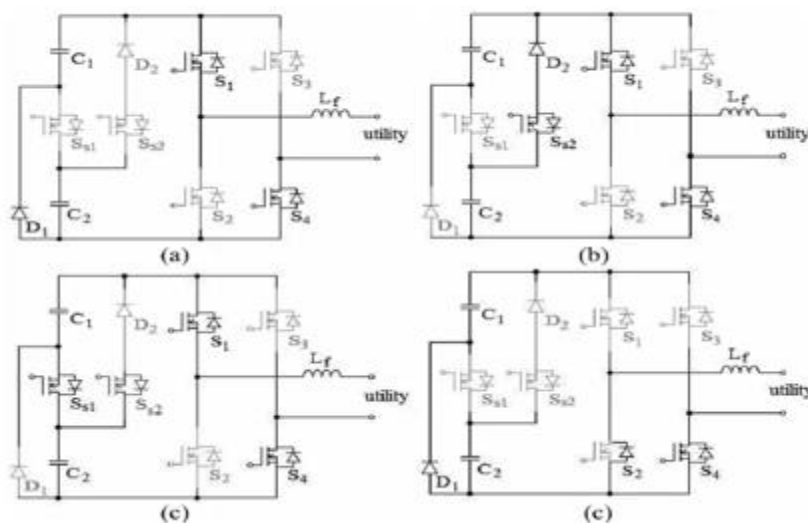 C1 D2 S1 S3
Lf
utility
Ss1 Ss2
C2 D1 S2 S4
(a)
C1 D2 S1 S3
Lf
utility
Ss1 Ss2
C2 D1 S2 S4
(b)
C1 D2 S1 S3
Lf
utility
Ss1 Ss2
C2 D1 S2 S4
(c)
C1 D2 S1 S3
Lf
utility
Ss1 Ss2
C2 D1 S2 S4
(c)